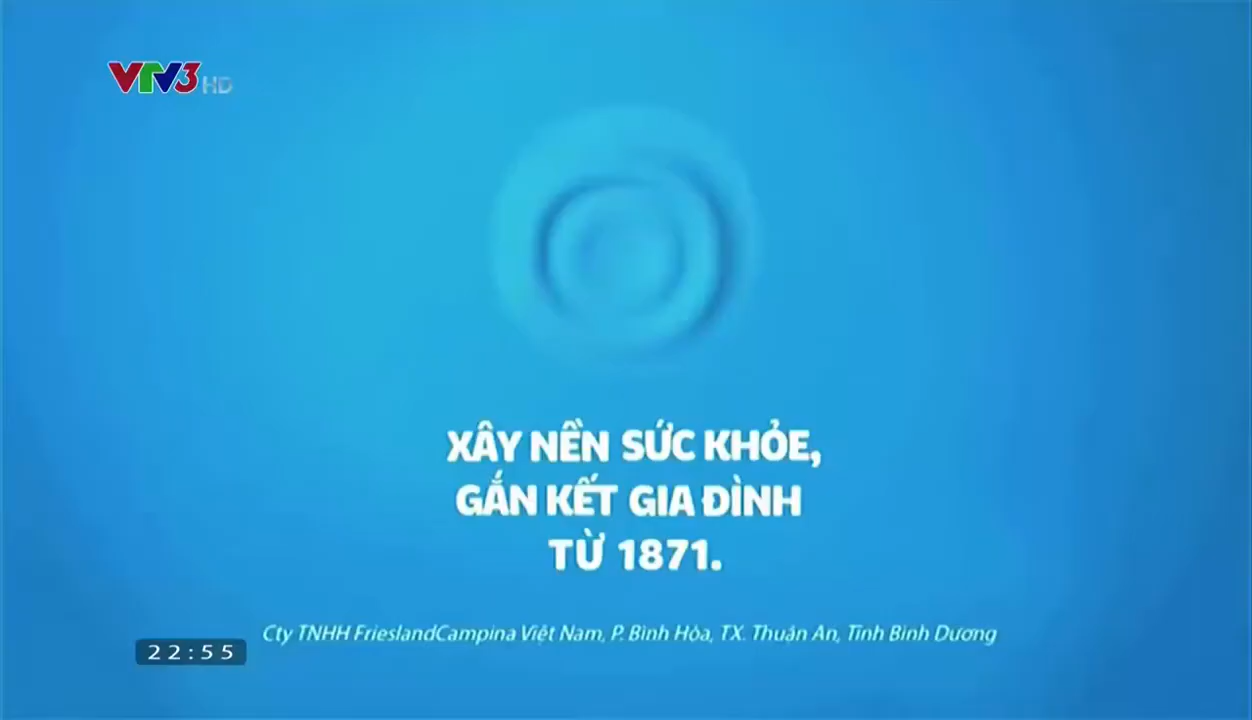 VTV3 HD
XÂY NỀN SỨC KHỎE,
GẮN KẾT GIA ĐÌNH
TỪ 1871.
Cty TNHH FrieslandCampina Việt Nam, P. Bình Hòa, TX. Thuận An, Tỉnh Bình Dương
22:55